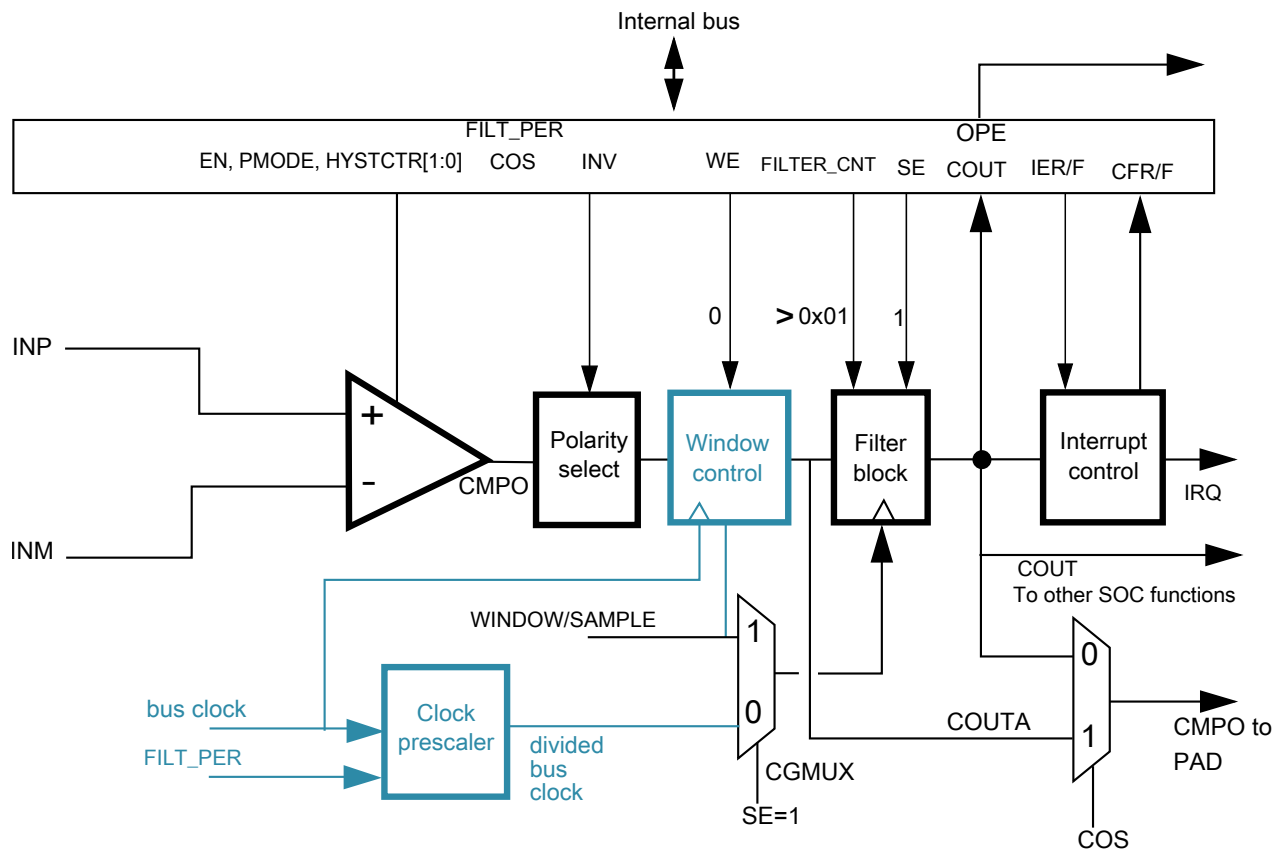 Internal bus
FILT_PER
OPE
EN, PMODE, HYSTCTR[1:0]
COS
INV
WE
FILTER_CNT
SE
COUT
IER/F
CFR/F
0
> 0x01
1
INP
+
-
INM
CMPO
Polarity
select
Window
control
Filter
block
Interrupt
control
IRQ
COUT
To other SOC functions
WINDOW/SAMPLE
1
0
0
1
bus clock
FILT_PER
Clock
prescaler
divided
bus
clock
CGMUX
SE=1
COUTA
CMPO to
PAD
COS